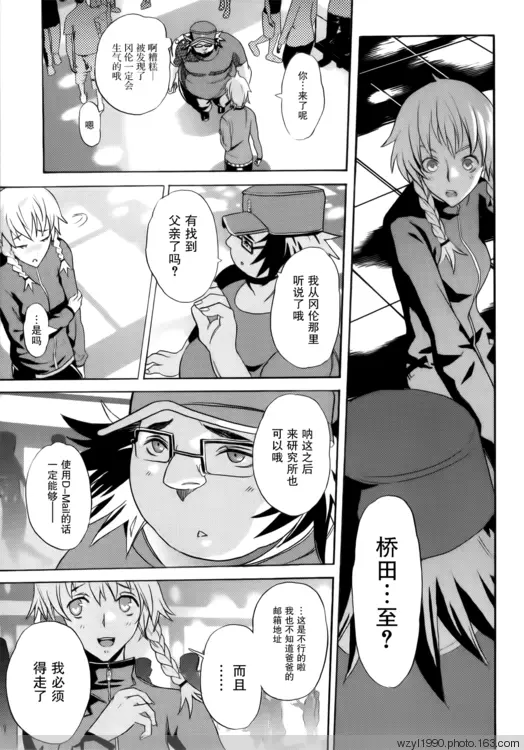 桥田…至？
你…来了呢
啊糟糕—
被发现了
冈伦一定会
生气的哦
嗯
我从冈伦那里
听说了哦
有找到
父亲了吗？
…是吗
呐这之后
来研究所也
可以哦
使用D-Mail的话
一定能够——
…这是不行的啦
我也不知道爸爸的
邮箱地址
而且
我必须
得走了
wzyl1990.photo.163.com